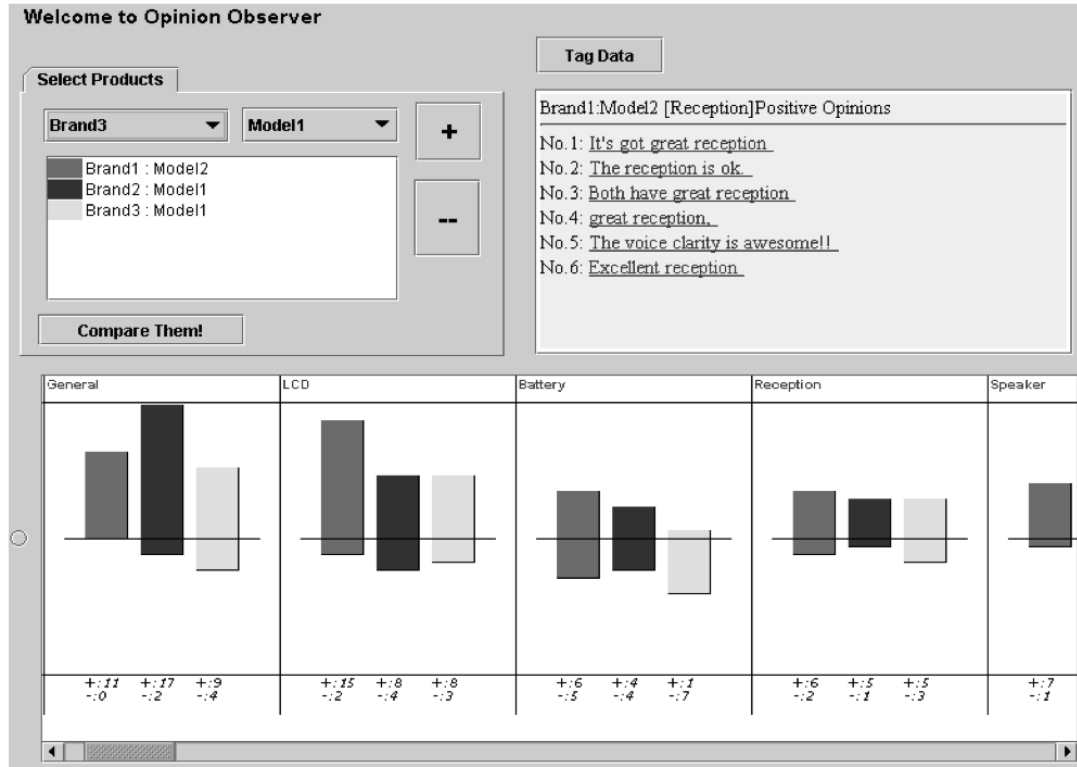 Welcome to Opinion Observer
Tag Data
Select Products
Brand3 Model1 +
Brand1 : Model2
Brand2 : Model1
Brand3 : Model1
--
Compare Them!
Brand1:Model2 [Reception]Positive Opinions
No.1: It's got great reception
No.2: The reception is ok.
No.3: Both have great reception
No.4: great reception,
No.5: The voice clarity is awesome!!
No.6: Excellent reception
General LCD Battery Reception Speaker
+:11 +:17 +:9 +:15 +:8 +:8 +:6 +:4 +:1 +:6 +:5 +:5 +:7
-:0 -:2 -:4 -:2 -:4 -:3 -:5 -:4 -:7 -:2 -:1 -:3 -:1